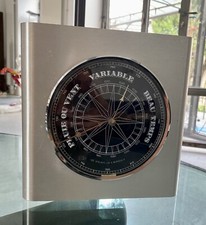 PLUIE OU VENT
VARIABLE
BEAU TEMPS